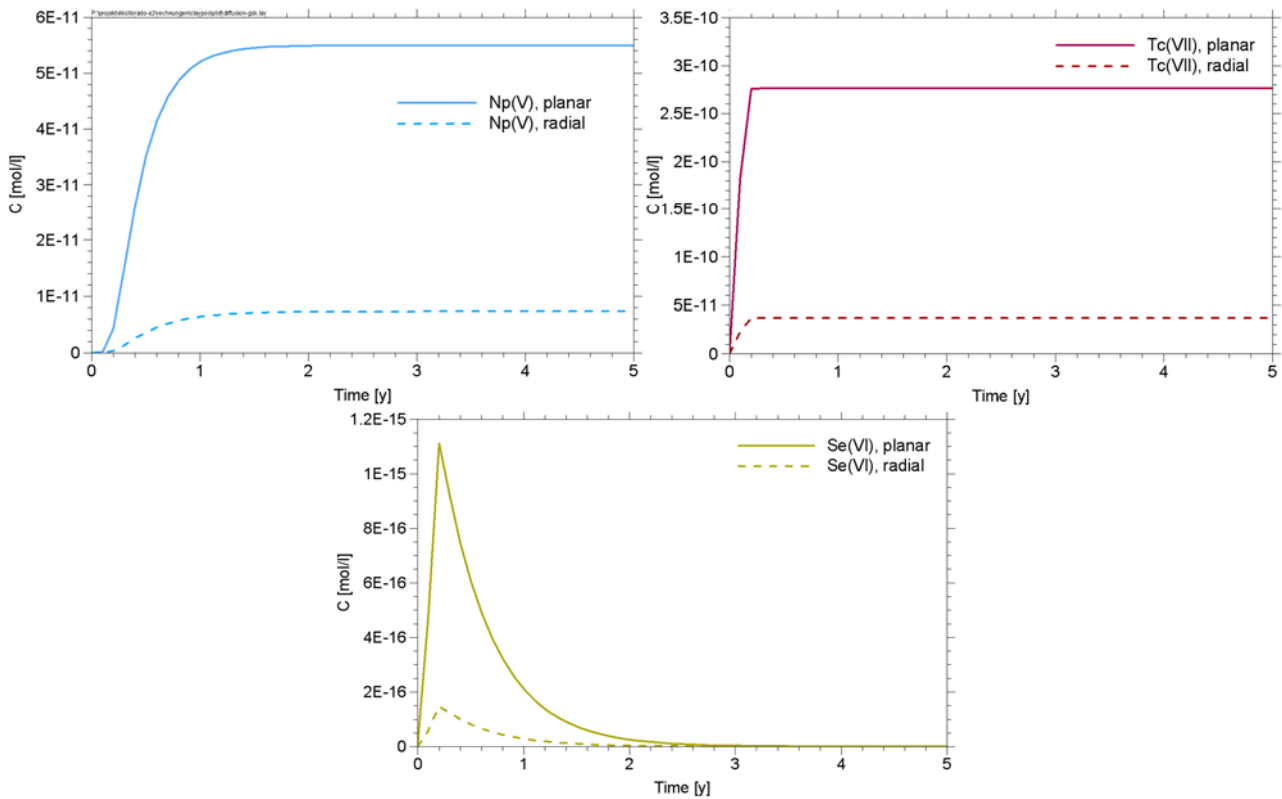 6E-11
5E-11
4E-11
3E-11
2E-11
1E-11
0
C [mol/l]
Np(V), planar
Np(V), radial
0 1 2 3 4 5
Time [y]
3.5E-10
3E-10
2.5E-10
2E-10
1.5E-10
1E-10
5E-11
0
C [mol/l]
Tc(VII), planar
Tc(VII), radial
0 1 2 3 4 5
Time [y]
1.2E-15
1E-15
8E-16
6E-16
4E-16
2E-16
0
C [mol/l]
Se(VI), planar
Se(VI), radial
0 1 2 3 4 5
Time [y]